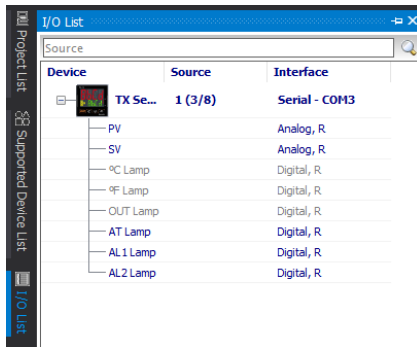 I/O List
Project List
Supported Device List
I/O List
Source
Device Source Interface
TX Se... 1 (3/8) Serial - COM3
PV Analog, R
SV Analog, R
ºC Lamp Digital, R
ºF Lamp Digital, R
OUT Lamp Digital, R
AT Lamp Digital, R
AL1 Lamp Digital, R
AL2 Lamp Digital, R